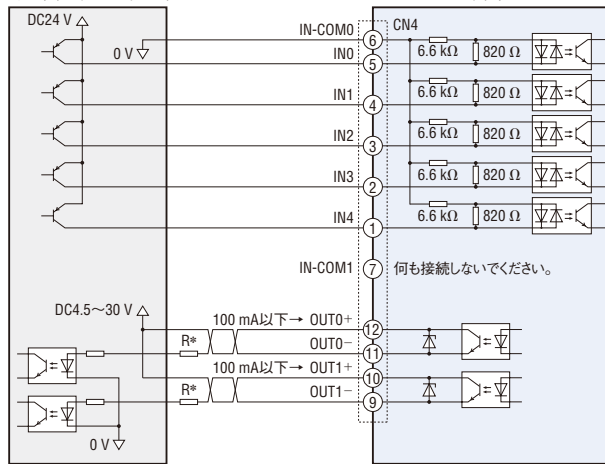 DC24 V
0 V
IN-COM0
6
CN4
IN0
5
6.6 kΩ
820 Ω
IN1
4
6.6 kΩ
820 Ω
IN2
3
6.6 kΩ
820 Ω
IN3
2
6.6 kΩ
820 Ω
IN4
1
6.6 kΩ
820 Ω
IN-COM1
7
何も接続しないでください。
DC4.5〜30 V
100 mA以下→ OUT0+
12
R*
OUT0−
11
100 mA以下→ OUT1+
10
R*
OUT1−
9
0 V